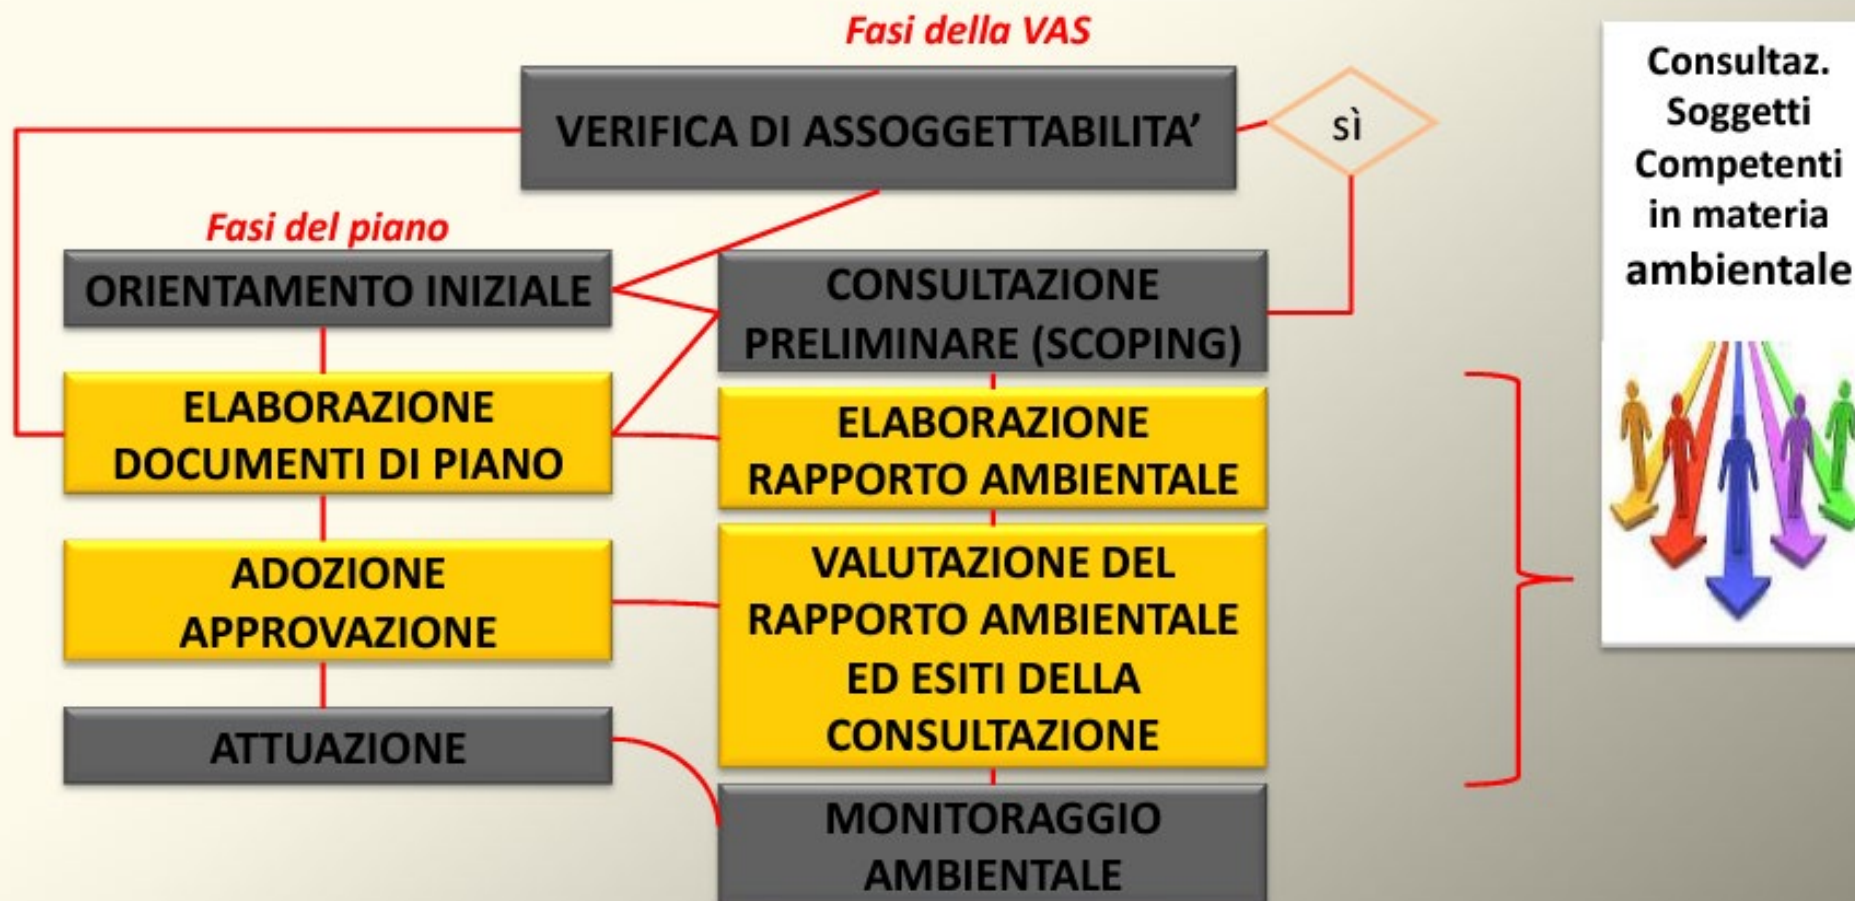 Fasi della VAS
VERIFICA DI ASSOGGETTABILITA’
sì
Fasi del piano
ORIENTAMENTO INIZIALE
ELABORAZIONE
DOCUMENTI DI PIANO
ADOZIONE
APPROVAZIONE
ATTUAZIONE
CONSULTAZIONE
PRELIMINARE (SCOPING)
ELABORAZIONE
RAPPORTO AMBIENTALE
VALUTAZIONE DEL
RAPPORTO AMBIENTALE
ED ESITI DELLA
CONSULTAZIONE
MONITORAGGIO
AMBIENTALE
Consultaz.
Soggetti
Competenti
in materia
ambientale